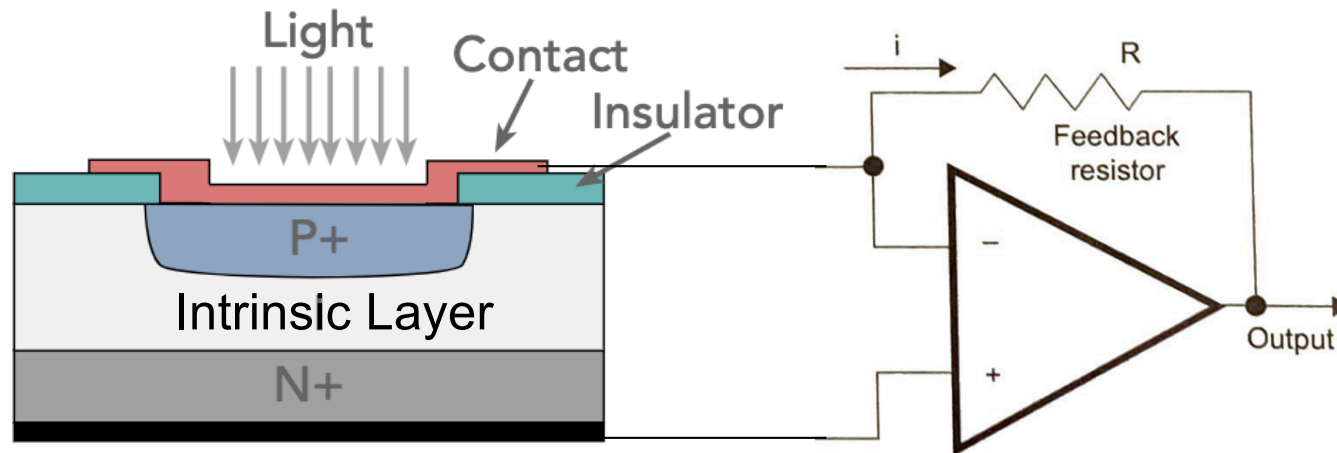 Light
Contact
Insulator
P+
Intrinsic Layer
N+
i
R
Feedback
resistor
−
+
Output